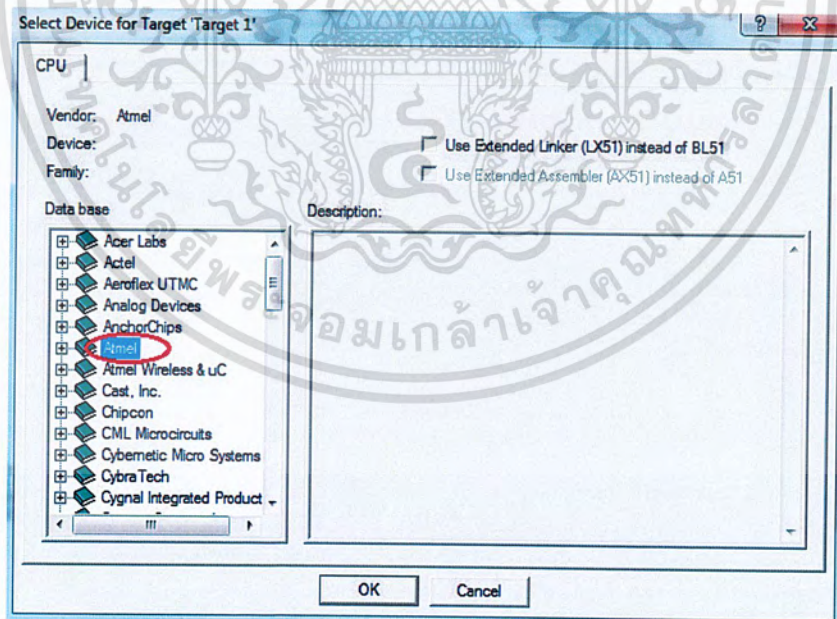 Select Device for Target 'Target 1'
CPU
Vendor: Atmel
Device:
Family:
Use Extended Linker (LX51) instead of BL51
Use Extended Assembler (AX51) instead of A51
Data base
Description:
Acer Labs
Actel
Aeroflex UTMC
Analog Devices
AnchorChips
Atmel
Atmel Wireless & uC
Cast, Inc.
Chipcon
CML Microcircuits
Cybernetic Micro Systems
CybraTech
Cygnal Integrated Product
OK
Cancel